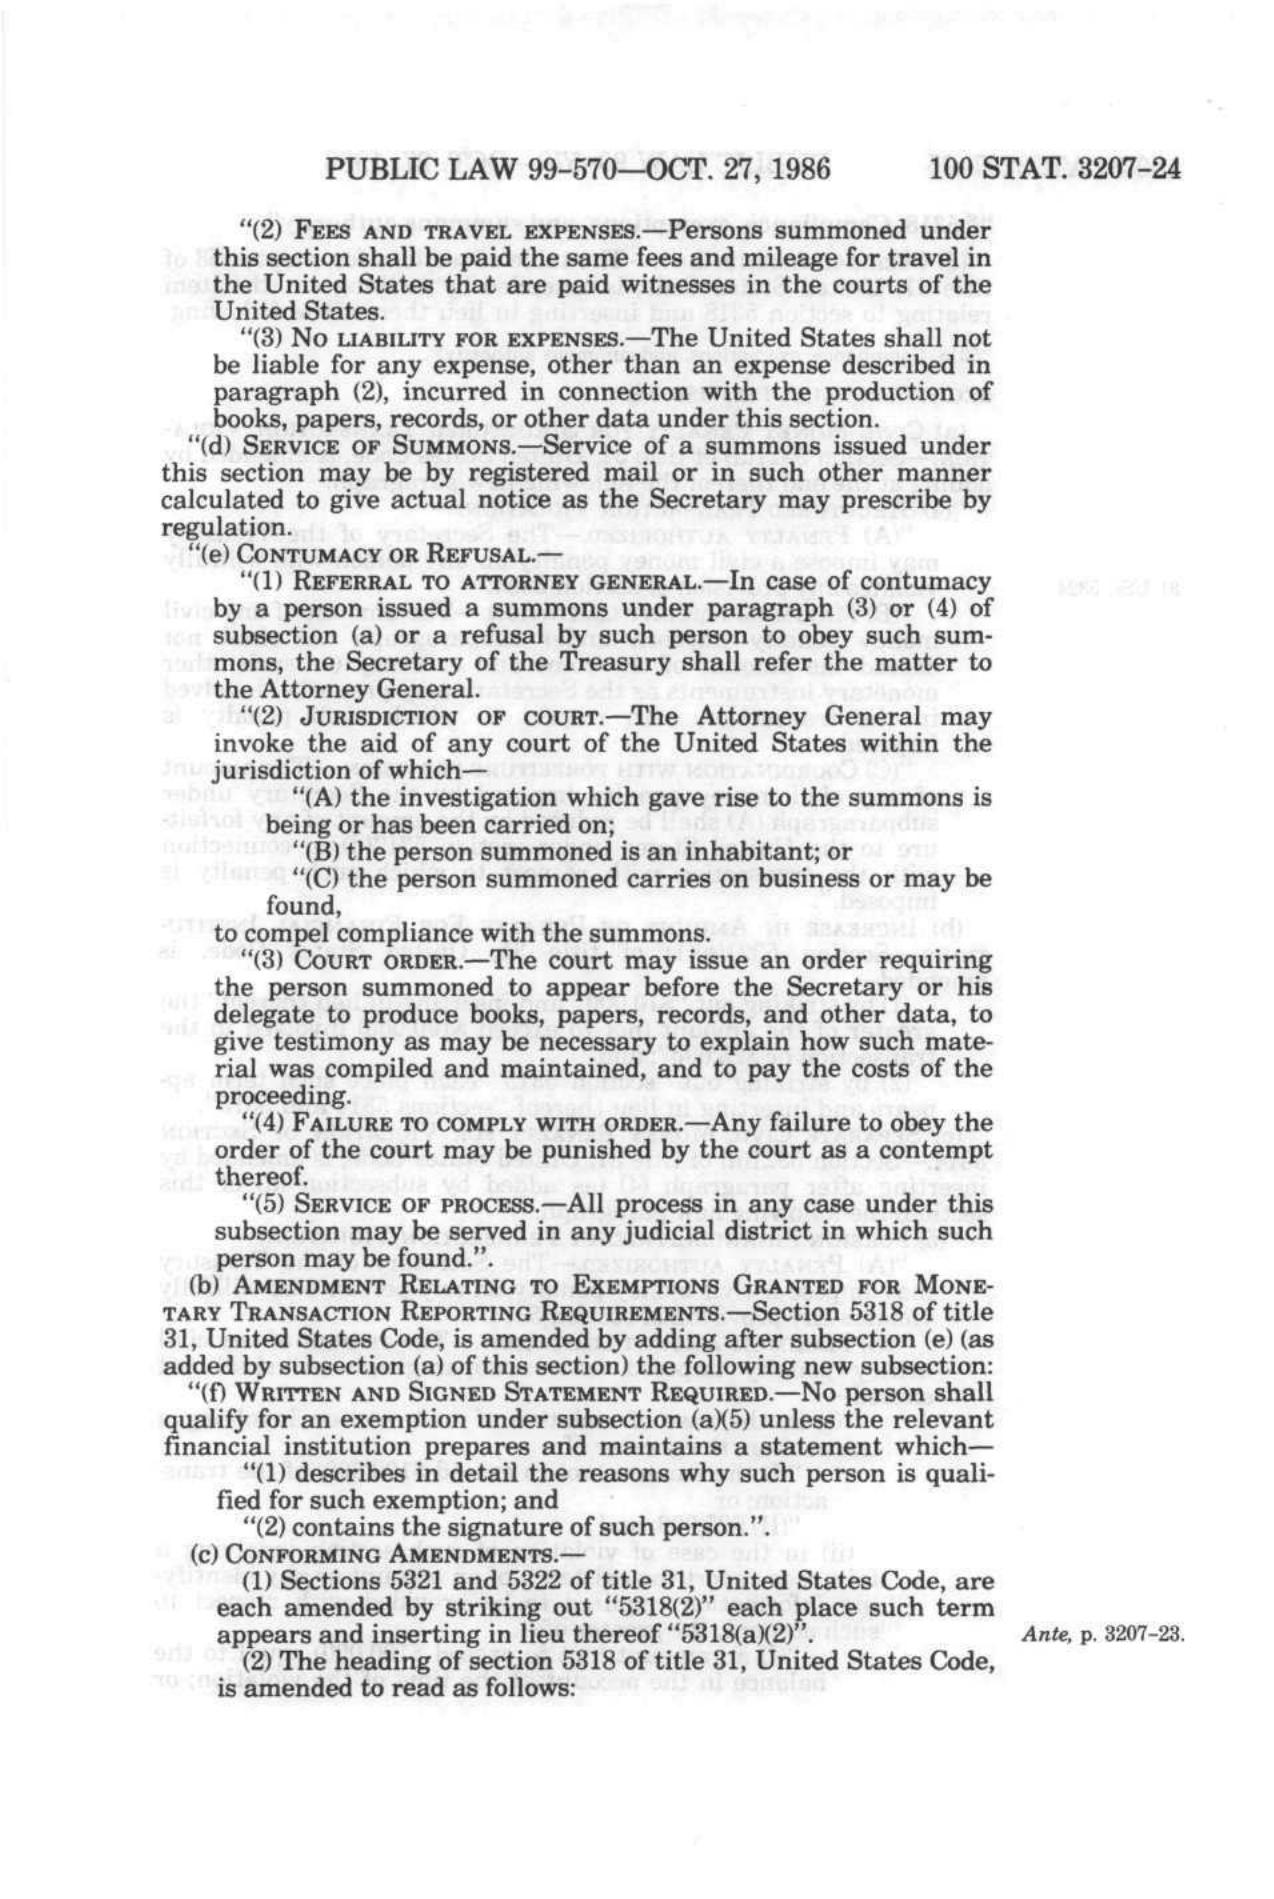 PUBLIC LAW 99–570—OCT. 27, 1986 100 STAT. 3207–24
“(2) FEES AND TRAVEL EXPENSES.—Persons summoned under
this section shall be paid the same fees and mileage for travel in
the United States that are paid witnesses in the courts of the
United States.
“(3) NO LIABILITY FOR EXPENSES.—The United States shall not
be liable for any expense, other than an expense described in
paragraph (2), incurred in connection with the production of
books, papers, records, or other data under this section.
“(d) SERVICE OF SUMMONS.—Service of a summons issued under
this section may be by registered mail or in such other manner
calculated to give actual notice as the Secretary may prescribe by
regulation.
“(e) CONTUMACY OR REFUSAL.—
“(1) REFERRAL TO ATTORNEY GENERAL.—In case of contumacy
by a person issued a summons under paragraph (3) or (4) of
subsection (a) or a refusal by such person to obey such sum-
mons, the Secretary of the Treasury shall refer the matter to
the Attorney General.
“(2) JURISDICTION OF COURT.—The Attorney General may
invoke the aid of any court of the United States within the
jurisdiction of which—
“(A) the investigation which gave rise to the summons is
being or has been carried on;
“(B) the person summoned is an inhabitant; or
“(C) the person summoned carries on business or may be
found,
to compel compliance with the summons.
“(3) COURT ORDER.—The court may issue an order requiring
the person summoned to appear before the Secretary or his
delegate to produce books, papers, records, and other data, to
give testimony as may be necessary to explain how such mate-
rial was compiled and maintained, and to pay the costs of the
proceeding.
“(4) FAILURE TO COMPLY WITH ORDER.—Any failure to obey the
order of the court may be punished by the court as a contempt
thereof.
“(5) SERVICE OF PROCESS.—All process in any case under this
subsection may be served in any judicial district in which such
person may be found.”.
(b) AMENDMENT RELATING TO EXEMPTIONS GRANTED FOR MONE-
TARY TRANSACTION REPORTING REQUIREMENTS.—Section 5318 of title
31, United States Code, is amended by adding after subsection (e) (as
added by subsection (a) of this section) the following new subsection:
“(f) WRITTEN AND SIGNED STATEMENT REQUIRED.—No person shall
qualify for an exemption under subsection (a)(5) unless the relevant
financial institution prepares and maintains a statement which—
“(1) describes in detail the reasons why such person is quali-
fied for such exemption; and
“(2) contains the signature of such person.”.
(c) CONFORMING AMENDMENTS.—
(1) Sections 5321 and 5322 of title 31, United States Code, are
each amended by striking out “5318(2)” each place such term
appears and inserting in lieu thereof “5318(a)(2)”.
Ante, p. 3207–23.
(2) The heading of section 5318 of title 31, United States Code,
is amended to read as follows: